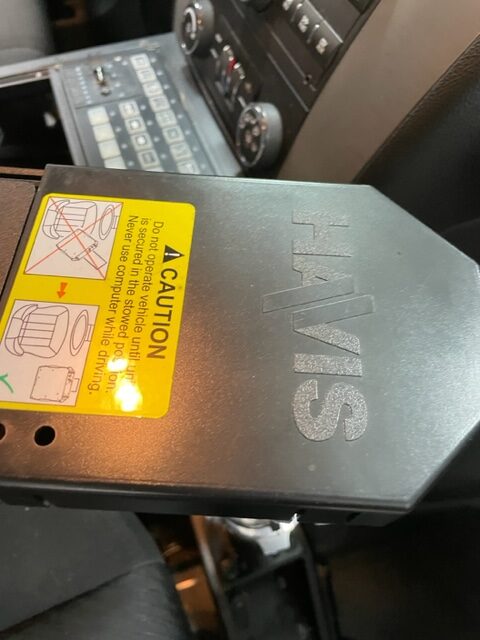 HAVIS
CAUTION
Do not operate vehicle until unit
is secured in the stowed position.
Never use computer while driving.